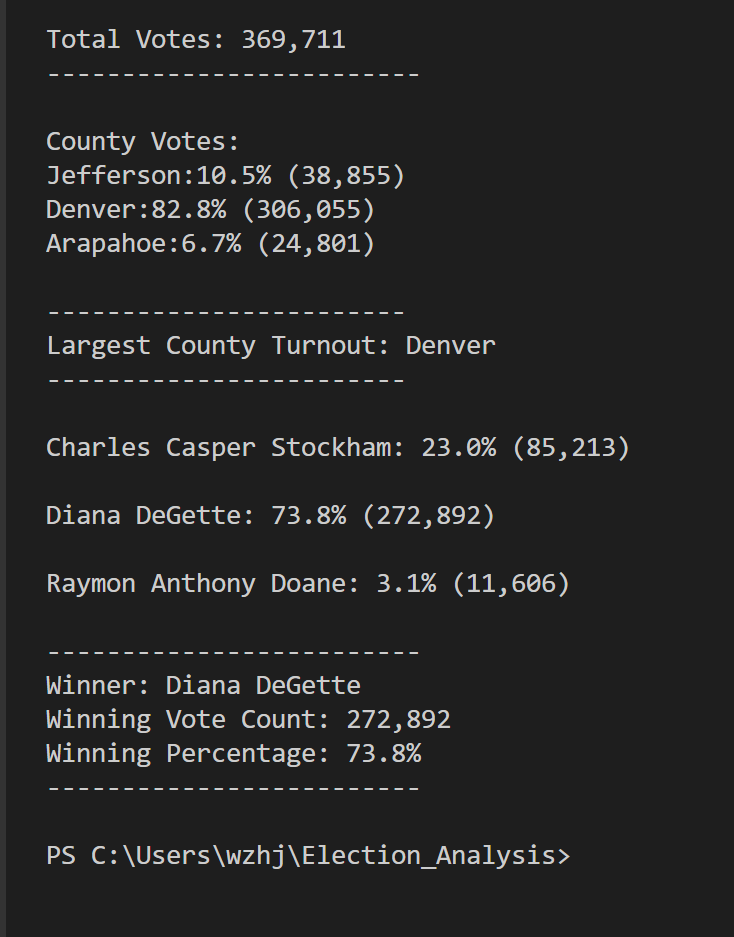 Total Votes: 369,711
-------------------------
County Votes:
Jefferson:10.5% (38,855)
Denver:82.8% (306,055)
Arapahoe:6.7% (24,801)
------------------------
Largest County Turnout: Denver
------------------------
Charles Casper Stockham: 23.0% (85,213)
Diana DeGette: 73.8% (272,892)
Raymon Anthony Doane: 3.1% (11,606)
-------------------------
Winner: Diana DeGette
Winning Vote Count: 272,892
Winning Percentage: 73.8%
-------------------------
PS C:\Users\wzhj\Election_Analysis>